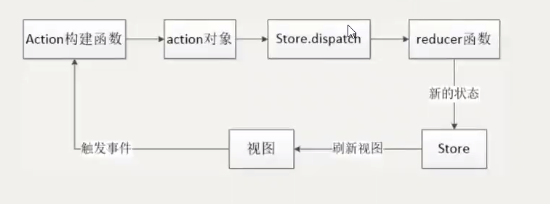 Action构建函数
action对象
Store.dispatch
reducer函数
新的状态
触发事件
视图
刷新视图
Store